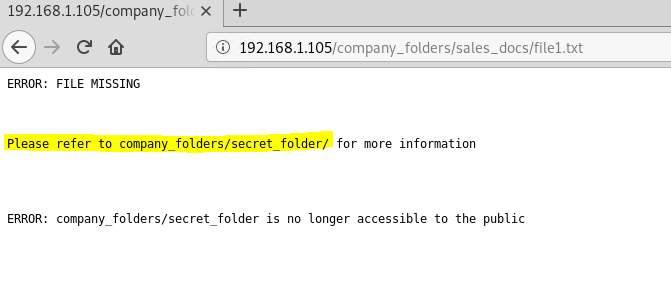 192.168.1.105/company_fol
192.168.1.105/company_folders/sales_docs/file1.txt
ERROR: FILE MISSING
Please refer to company_folders/secret_folder/ for more information
ERROR: company_folders/secret_folder is no longer accessible to the public